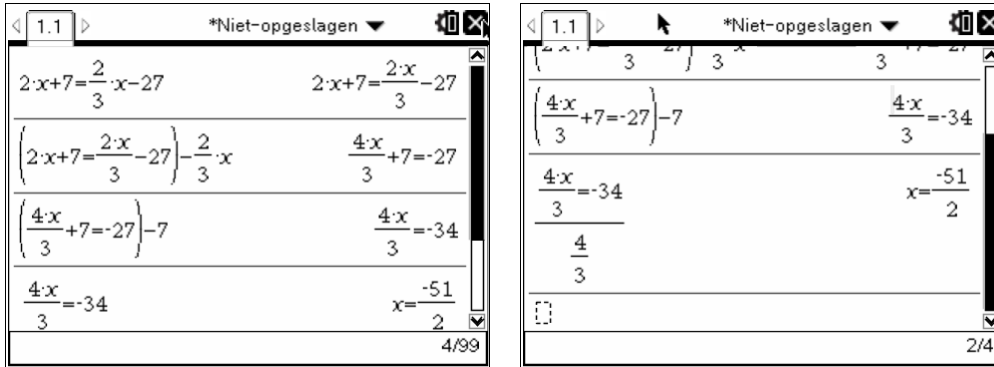 1.1 *Niet-opgeslagen
2·x+7=2/3·x-27 2·x+7=2·x/3-27
(2·x+7=2·x/3-27)-2/3·x 4·x/3+7=-27
(4·x/3+7=-27)-7 4·x/3=-34
4·x/3=-34 x=-51/2
4/99
1.1 *Niet-opgeslagen
(4·x/3+7=-27)-7 4·x/3=-34
(4·x/3=-34)/(4/3) x=-51/2
2/4